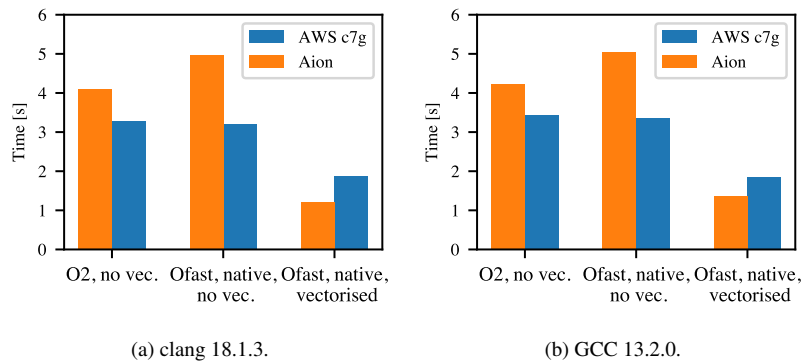 6
5
4
3
2
1
0
Time [s]
AWS c7g
Aion
O2, no vec.
Ofast, native,
no vec.
Ofast, native,
vectorised
(a) clang 18.1.3.
6
5
4
3
2
1
0
Time [s]
AWS c7g
Aion
O2, no vec.
Ofast, native,
no vec.
Ofast, native,
vectorised
(b) GCC 13.2.0.